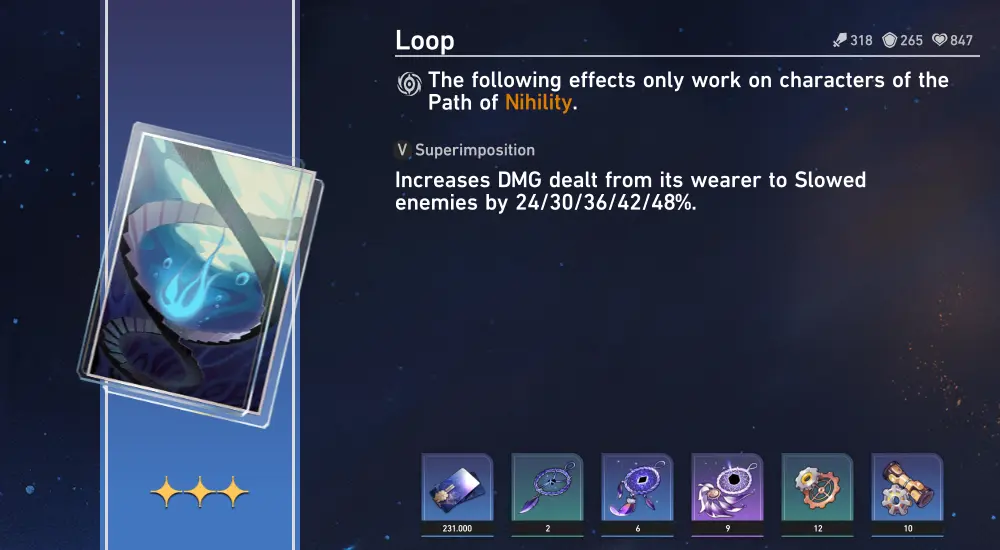 Loop
318 265 847
The following effects only work on characters of the
Path of Nihility.
V Superimposition
Increases DMG dealt from its wearer to Slowed
enemies by 24/30/36/42/48%.
231.000 2 6 9 12 10